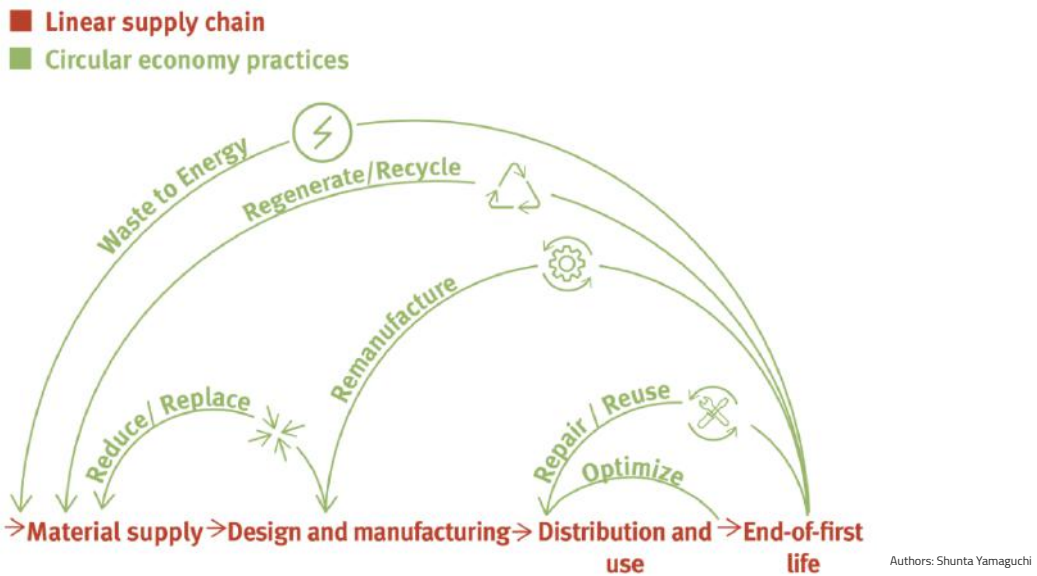 Linear supply chain
Circular economy practices
Waste to Energy
Regenerate/Recycle
Remanufacture
Reduce/ Replace
Repair / Reuse
Optimize
Material supply
Design and manufacturing
Distribution and
use
End-of-first
life
Authors: Shunta Yamaguchi